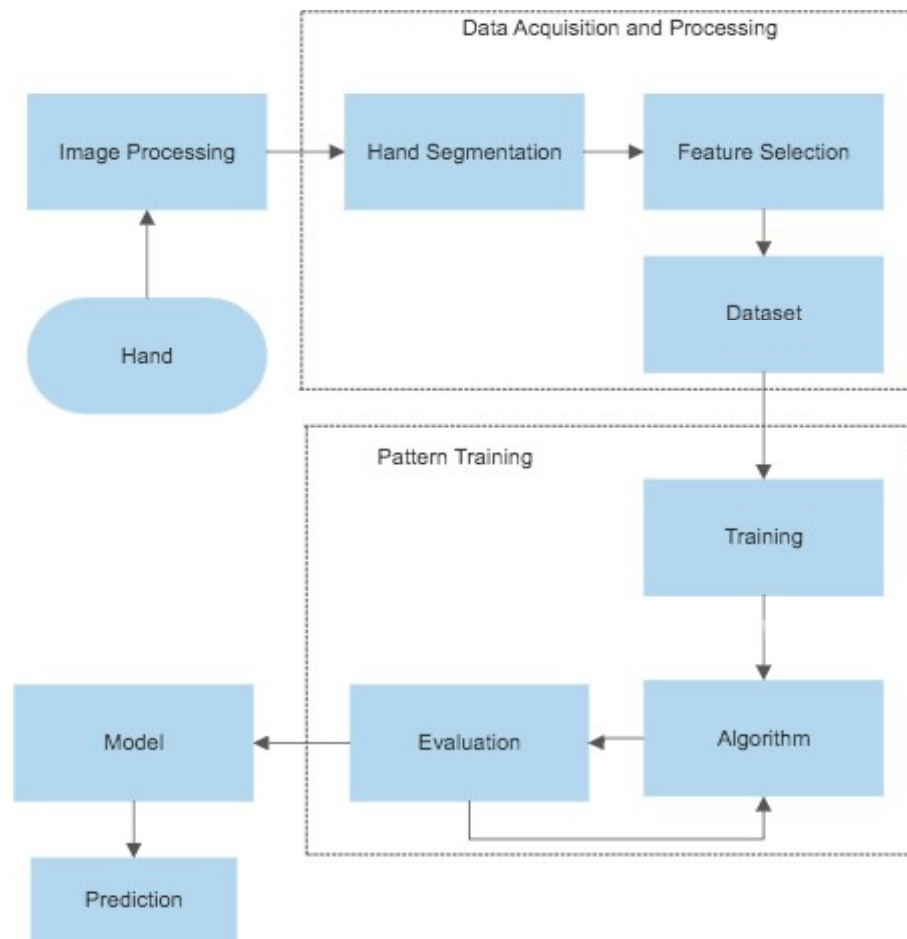 Data Acquisition and Processing
Image Processing
Hand Segmentation
Feature Selection
Hand
Dataset
Pattern Training
Training
Model
Evaluation
Algorithm
Prediction